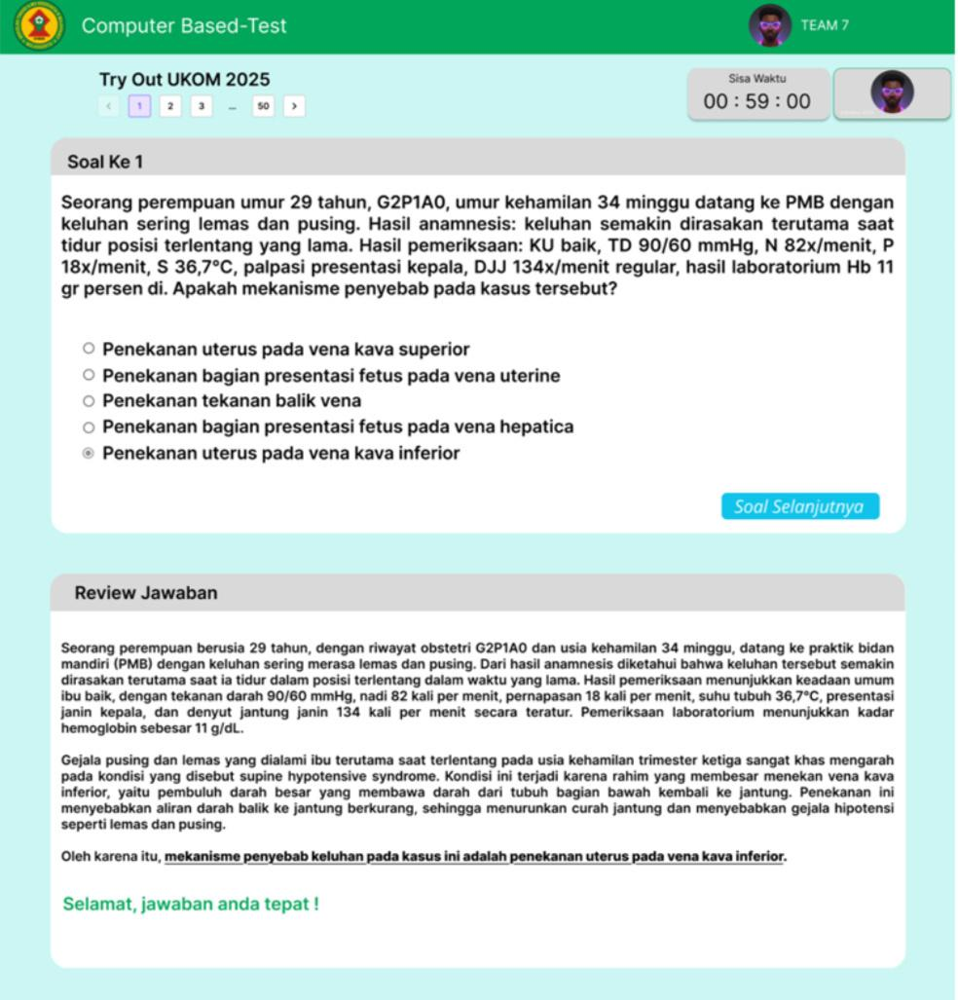 Computer Based-Test
TEAM 7
Try Out UKOM 2025
Sisa Waktu
00 : 59 : 00
< 1 2 3 ... 50 >
Soal Ke 1
Seorang perempuan umur 29 tahun, G2P1A0, umur kehamilan 34 minggu datang ke PMB dengan
keluhan sering lemas dan pusing. Hasil anamnesis: keluhan semakin dirasakan terutama saat
tidur posisi terlentang yang lama. Hasil pemeriksaan: KU baik, TD 90/60 mmHg, N 82x/menit, P
18x/menit, S 36,7°C, palpasi presentasi kepala, DJJ 134x/menit regular, hasil laboratorium Hb 11
gr persen di. Apakah mekanisme penyebab pada kasus tersebut?
Penekanan uterus pada vena kava superior
Penekanan bagian presentasi fetus pada vena uterine
Penekanan tekanan balik vena
Penekanan bagian presentasi fetus pada vena hepatica
Penekanan uterus pada vena kava inferior
Soal Selanjutnya
Review Jawaban
Seorang perempuan berusia 29 tahun, dengan riwayat obstetri G2P1A0 dan usia kehamilan 34 minggu, datang ke praktik bidan
mandiri (PMB) dengan keluhan sering merasa lemas dan pusing. Dari hasil anamnesis diketahui bahwa keluhan tersebut semakin
dirasakan terutama saat ia tidur dalam posisi terlentang dalam waktu yang lama. Hasil pemeriksaan menunjukkan keadaan umum
ibu baik, dengan tekanan darah 90/60 mmHg, nadi 82 kali per menit, pernapasan 18 kali per menit, suhu tubuh 36,7°C, presentasi
janin kepala, dan denyut jantung janin 134 kali per menit secara teratur. Pemeriksaan laboratorium menunjukkan kadar
hemoglobin sebesar 11 g/dL.
Gejala pusing dan lemas yang dialami ibu terutama saat terlentang pada usia kehamilan trimester ketiga sangat khas mengarah
pada kondisi yang disebut supine hypotensive syndrome. Kondisi ini terjadi karena rahim yang membesar menekan vena kava
inferior, yaitu pembuluh darah besar yang membawa darah dari tubuh bagian bawah kembali ke jantung. Penekanan ini
menyebabkan aliran darah balik ke jantung berkurang, sehingga menurunkan curah jantung dan menyebabkan gejala hipotensi
seperti lemas dan pusing.
Oleh karena itu, mekanisme penyebab keluhan pada kasus ini adalah penekanan uterus pada vena kava inferior.
Selamat, jawaban anda tepat !